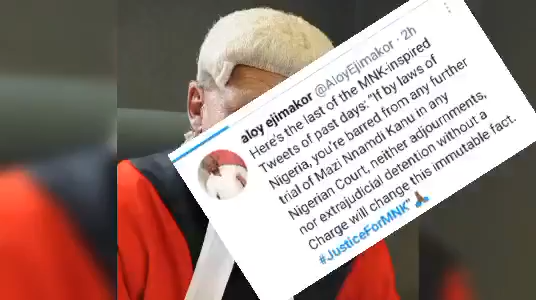 aloy ejimakor @AloyEjimakor · 2h
Here's the last of the MNK-inspired
Tweets of past days: "If by laws of
Nigeria, you're barred from any further
trial of Mazi Nnamdi Kanu in any
Nigerian Court, neither adjournments,
nor extrajudicial detention without a
Charge will change this immutable fact.
#JusticeForMNK" 🙏🏾